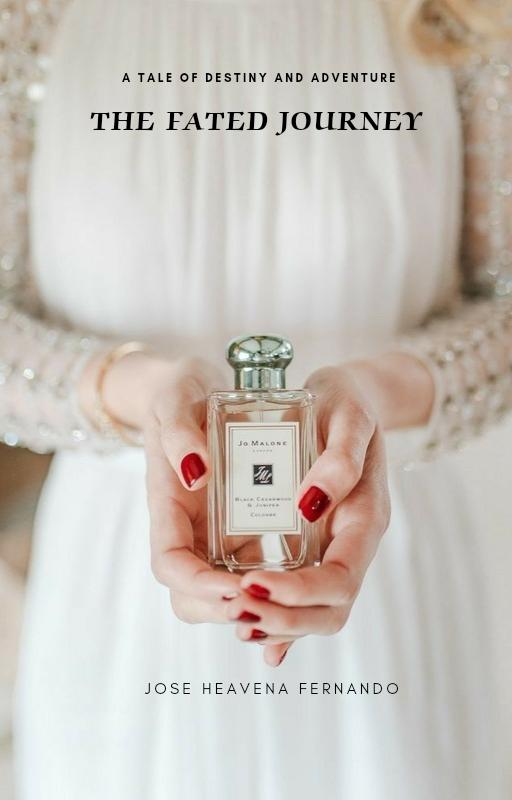 A TALE OF DESTINY AND ADVENTURE
THE FATED JOURNEY
JO MALONE
LONDON
BLACK CEDARWOOD
& JUNIPER
COLOGNE
JOSE HEAVENA FERNANDO